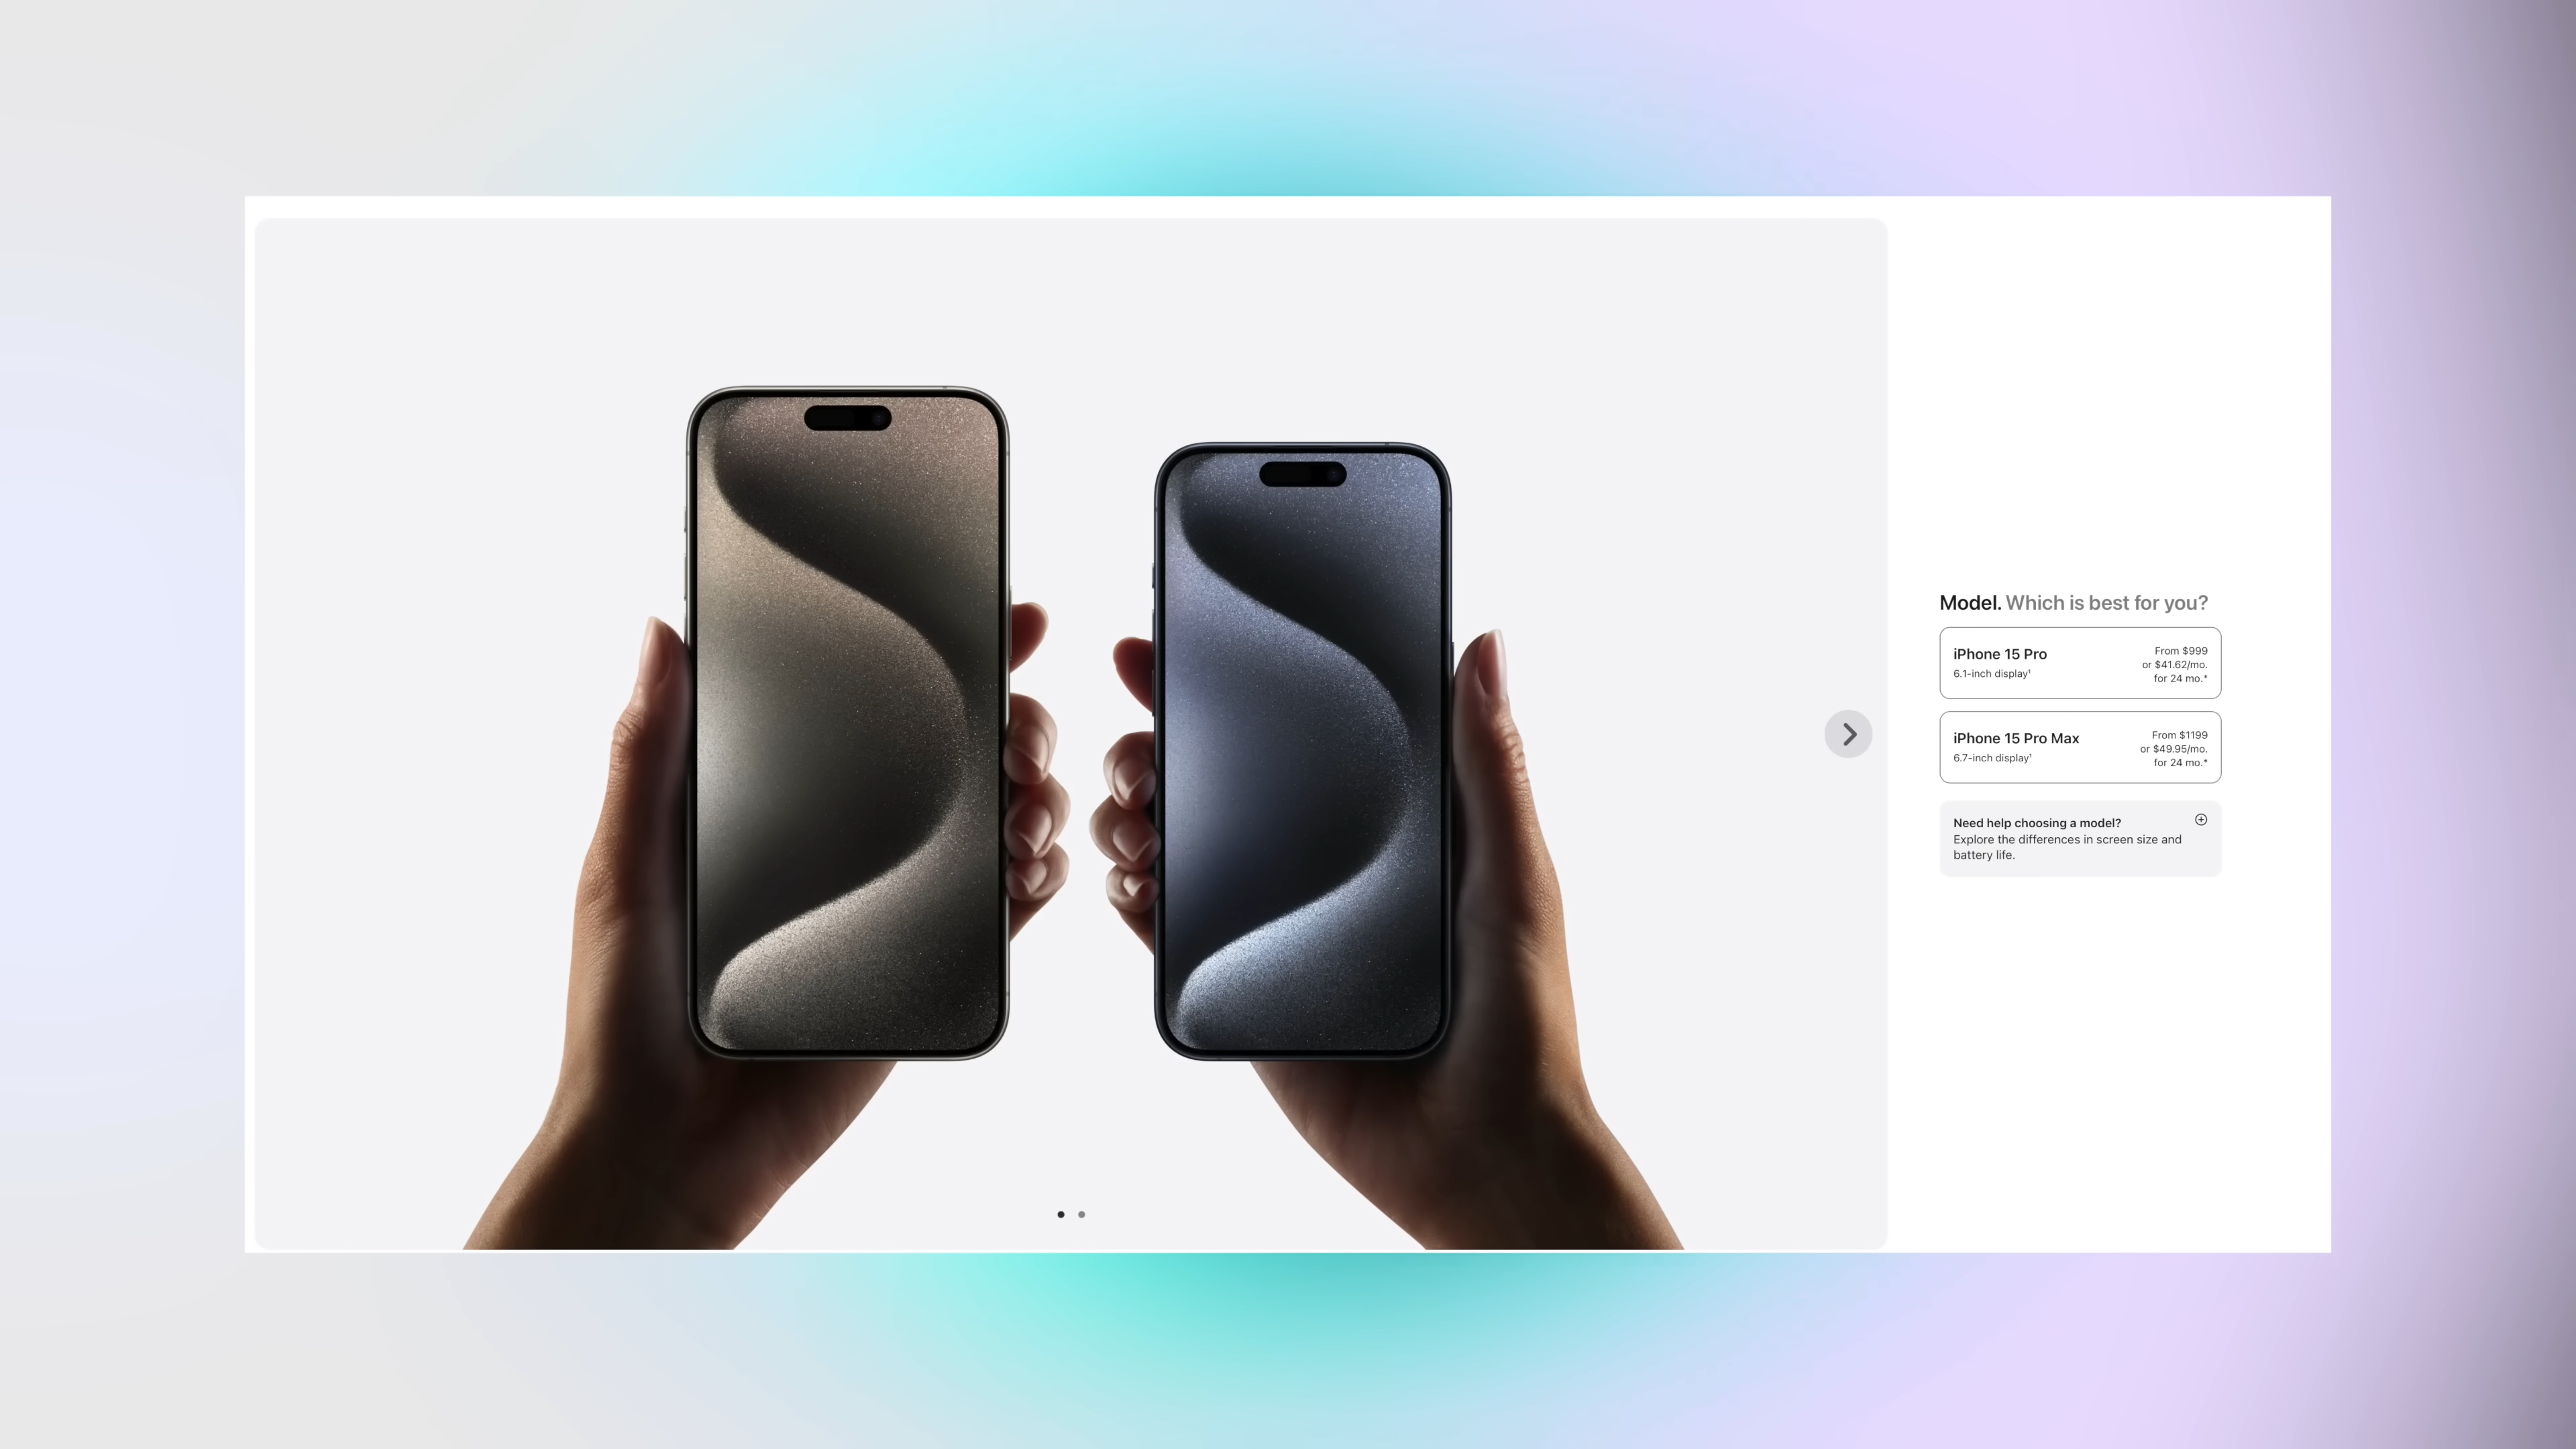 Model. Which is best for you?
iPhone 15 Pro
6.1-inch display¹
From $999
or $41.62/mo.
for 24 mo.*
iPhone 15 Pro Max
6.7-inch display¹
From $1199
or $49.95/mo.
for 24 mo.*
Need help choosing a model?
Explore the differences in screen size and
battery life.